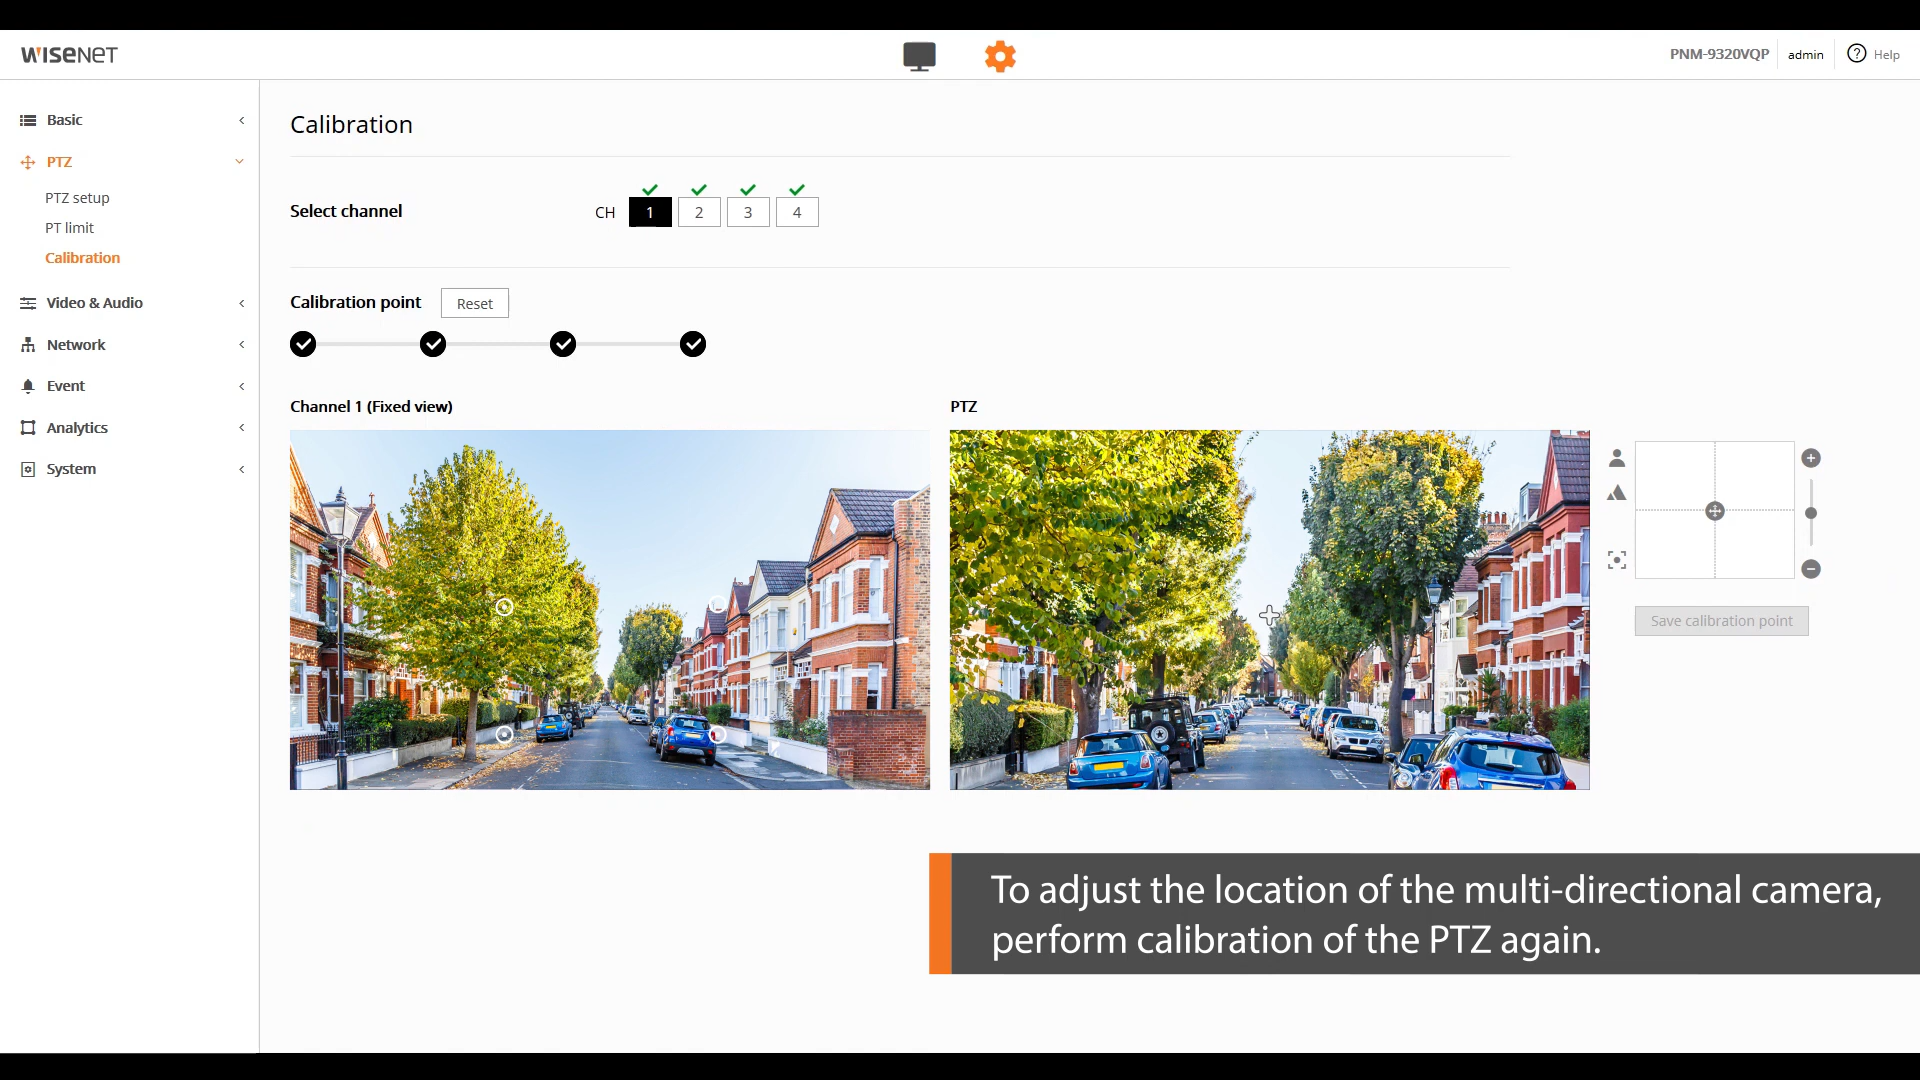 WISENET
PNM-9320VQP admin Help
Basic
PTZ
PTZ setup
PT limit
Calibration
Video & Audio
Network
Event
Analytics
System
Calibration
Select channel CH 1 2 3 4
Calibration point Reset
Channel 1 (Fixed view) PTZ
Save calibration point
To adjust the location of the multi-directional camera,
perform calibration of the PTZ again.